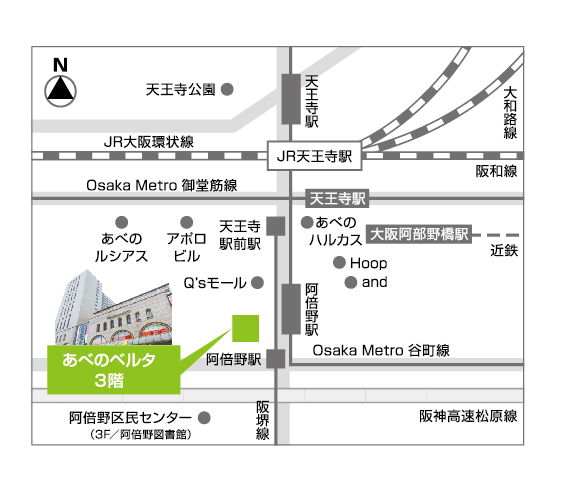 N
天王寺公園
天王寺駅
大和路線
JR大阪環状線
JR天王寺駅
阪和線
Osaka Metro 御堂筋線
天王寺駅
あべの
ルシアス
アポロ
ビル
天王寺
駅前駅
あべの
ハルカス
大阪阿部野橋駅
近鉄
Hoop
and
Q'sモール
阿倍野駅
あべのベルタ
3階
阿倍野駅
Osaka Metro 谷町線
阪堺線
阿倍野区民センター
（3F／阿倍野図書館）
阪神高速松原線